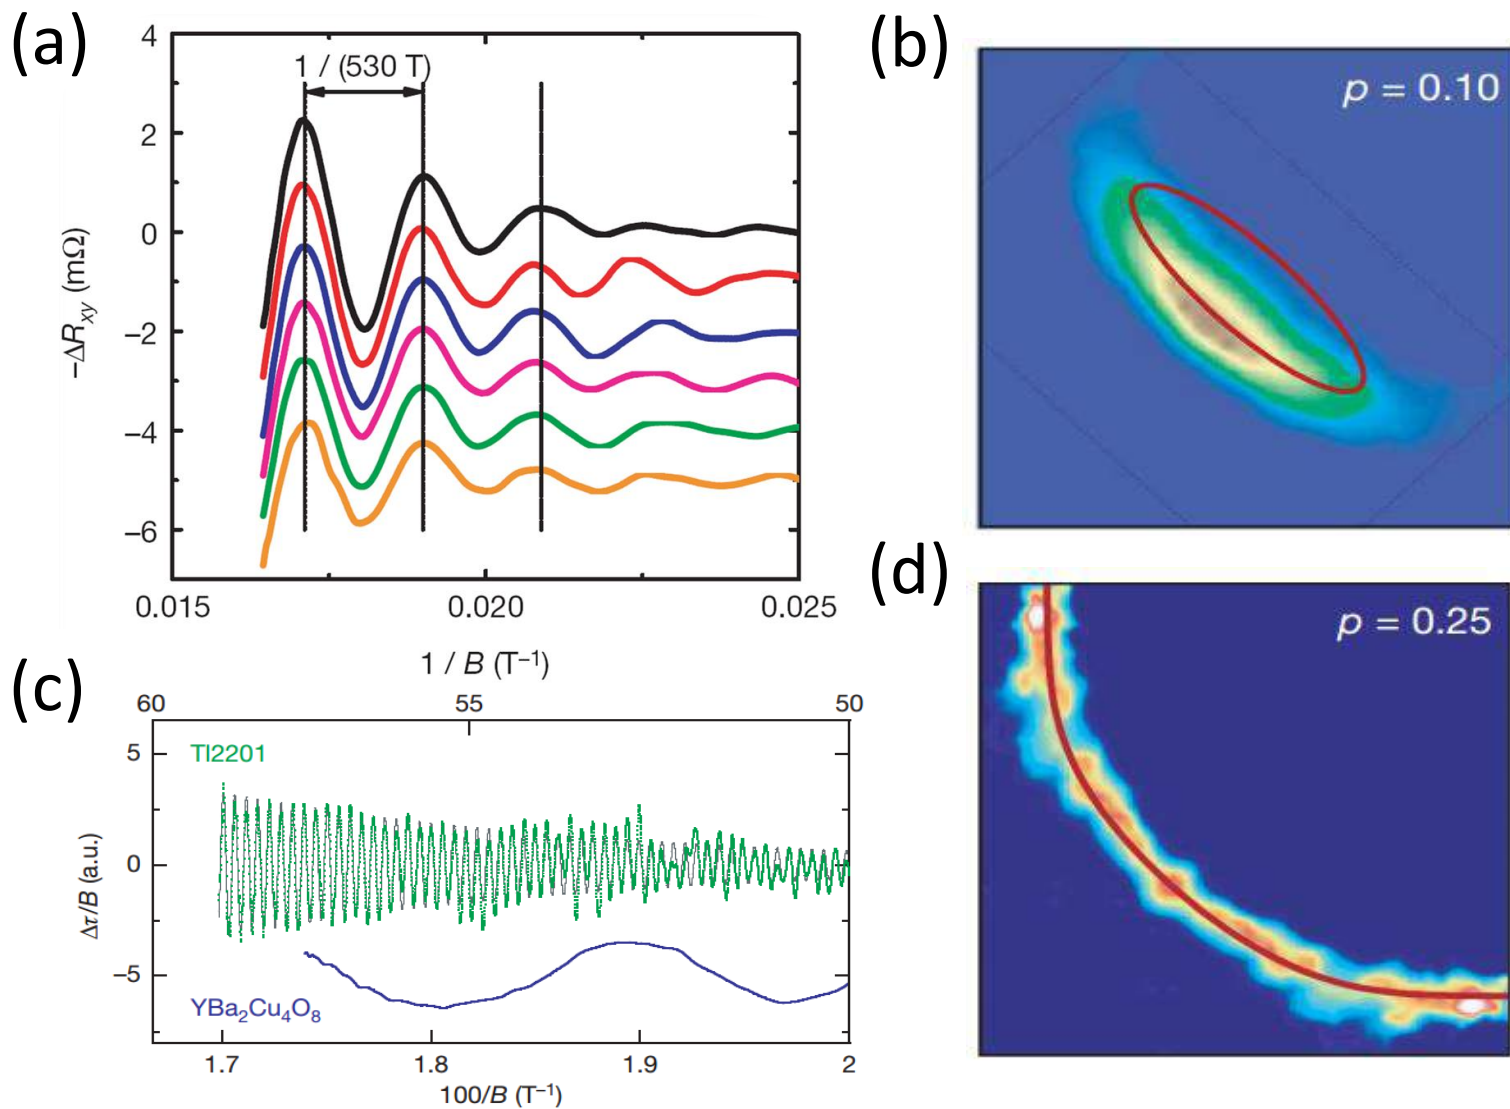 (a)
1 / (530 T)
4
2
0
−2
−4
−6
−ΔRxy (mΩ)
0.015
0.020
0.025
1 / B (T⁻¹)
(b)
p = 0.10
(c)
60
55
50
Tl2201
5
0
−5
Δτ/B (a.u.)
YBa₂Cu₄O₈
1.7
1.8
1.9
2
100/B (T⁻¹)
(d)
p = 0.25